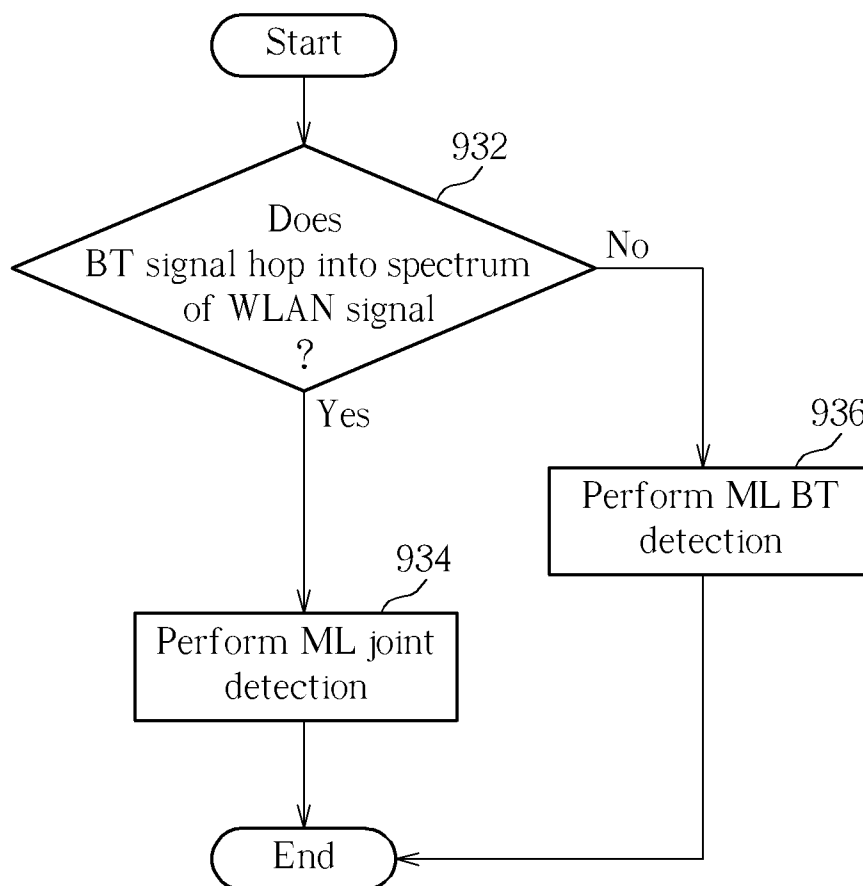 Start
932
Does
BT signal hop into spectrum
of WLAN signal
?
No
Yes
936
Perform ML BT
detection
934
Perform ML joint
detection
End